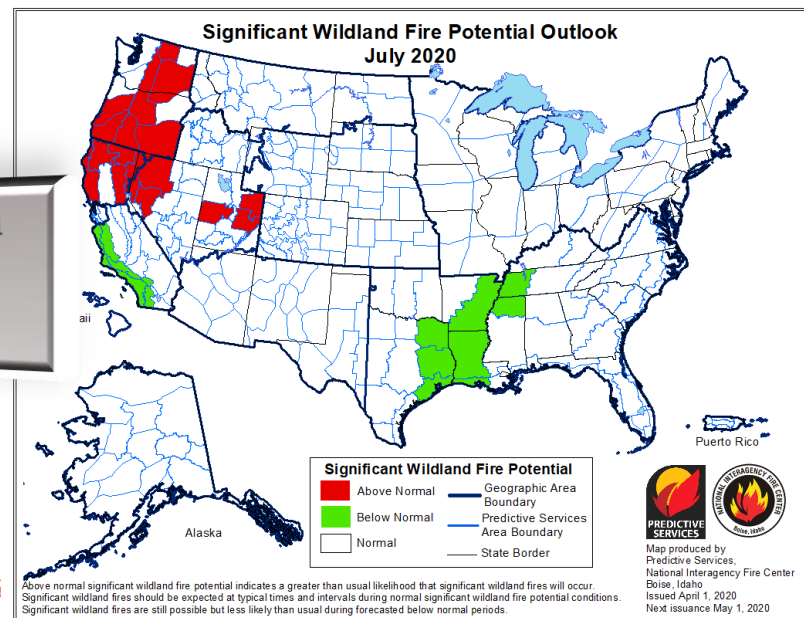 Significant Wildland Fire Potential Outlook
July 2020
aii
Puerto Rico
Alaska
Significant Wildland Fire Potential
Above Normal
Below Normal
Normal
Geographic Area
Boundary
Predictive Services
Area Boundary
State Border
PREDICTIVE
SERVICES
NATIONAL INTERAGENCY FIRE CENTER
Boise, Idaho
Map produced by
Predictive Services,
National Interagency Fire Center
Boise, Idaho
Issued April 1, 2020
Next issuance May 1, 2020
Above normal significant wildland fire potential indicates a greater than usual likelihood that significant wildland fires will occur.
Significant wildland fires should be expected at typical times and intervals during normal significant wildland fire potential conditions.
Significant wildland fires are still possible but less likely than usual during forecasted below normal periods.